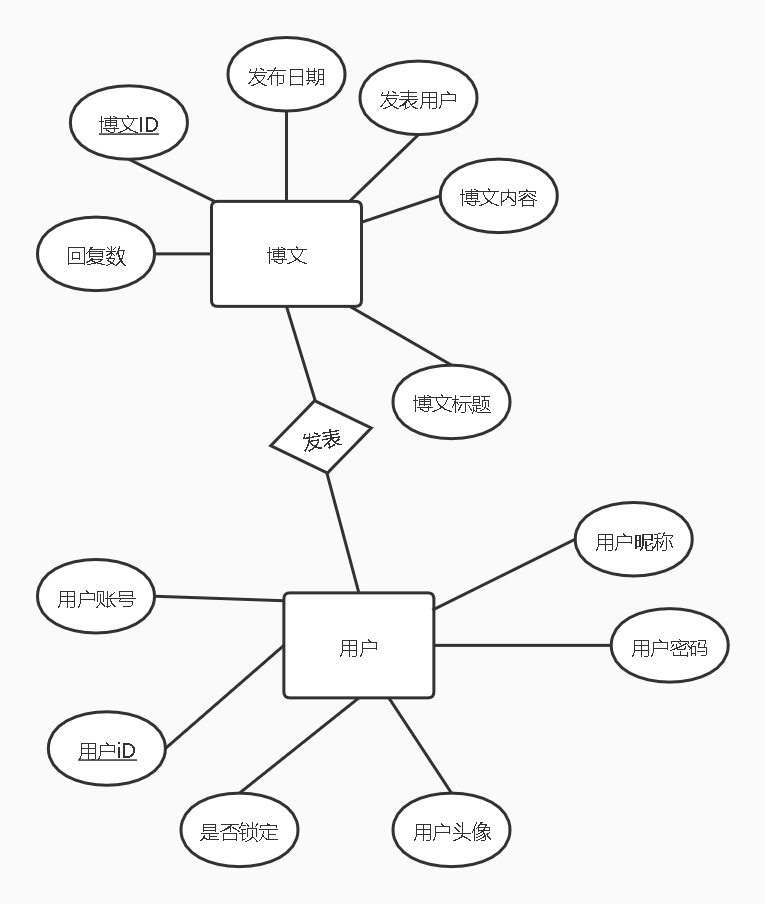 发布日期
发表用户
博文ID
博文内容
回复数
博文
博文标题
发表
用户昵称
用户账号
用户
用户密码
用户iD
是否锁定
用户头像